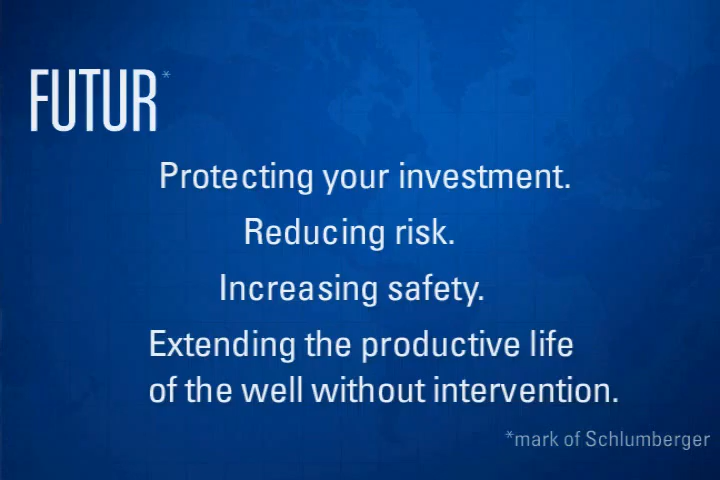 FUTUR*
Protecting your investment.
Reducing risk.
Increasing safety.
Extending the productive life
of the well without intervention.
*mark of Schlumberger